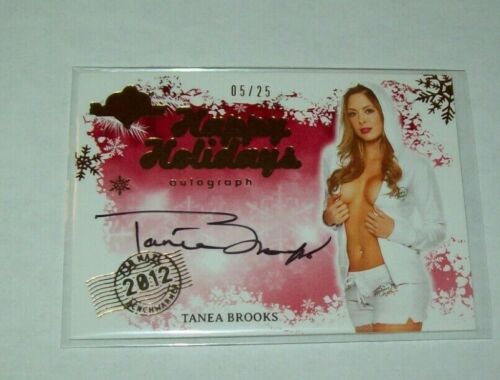 05/25
Happy
Holidays
autograph
Tanea Brooks
2012
BENCHWARMER
TANEA BROOKS